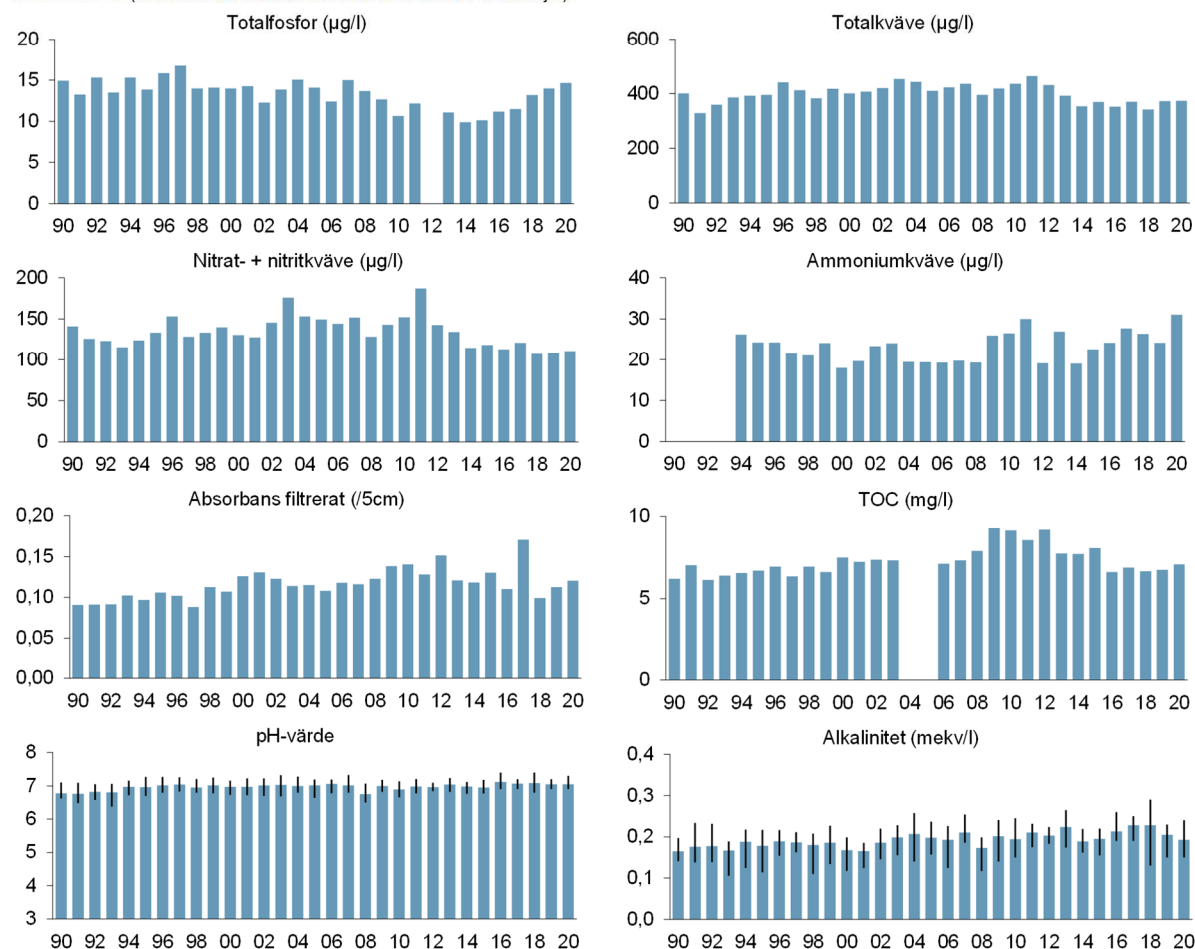 Totalfosfor (µg/l)
20
15
10
5
0
90 92 94 96 98 00 02 04 06 08 10 12 14 16 18 20
Totalkväve (µg/l)
600
400
200
0
90 92 94 96 98 00 02 04 06 08 10 12 14 16 18 20
Nitrat- + nitritkväve (µg/l)
200
150
100
50
0
90 92 94 96 98 00 02 04 06 08 10 12 14 16 18 20
Ammoniumkväve (µg/l)
40
30
20
10
0
90 92 94 96 98 00 02 04 06 08 10 12 14 16 18 20
Absorbans filtrerat (/5cm)
0,20
0,15
0,10
0,05
0,00
90 92 94 96 98 00 02 04 06 08 10 12 14 16 18 20
TOC (mg/l)
10
5
0
90 92 94 96 98 00 02 04 06 08 10 12 14 16 18 20
pH-värde
8
7
6
5
4
3
90 92 94 96 98 00 02 04 06 08 10 12 14 16 18 20
Alkalinitet (mekv/l)
0,4
0,3
0,2
0,1
0,0
90 92 94 96 98 00 02 04 06 08 10 12 14 16 18 20